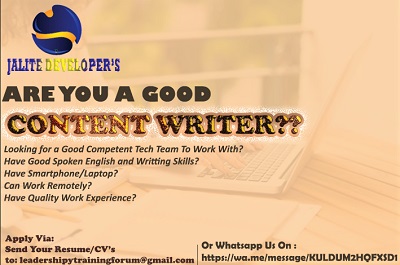 JALITE DEVELOPER'S
ARE YOU A GOOD
CONTENT WRITER??
Looking for a Good Competent Tech Team To Work With?
Have Good Spoken English and Writting Skills?
Have Smartphone/Laptop?
Can Work Remotely?
Have Quality Work Experience?
Apply Via:
Send Your Resume/CV's
to: leadershipytrainingforum@gmail.com
Or Whatsapp Us On :
https://wa.me/message/KULDUM2HQFXSD1